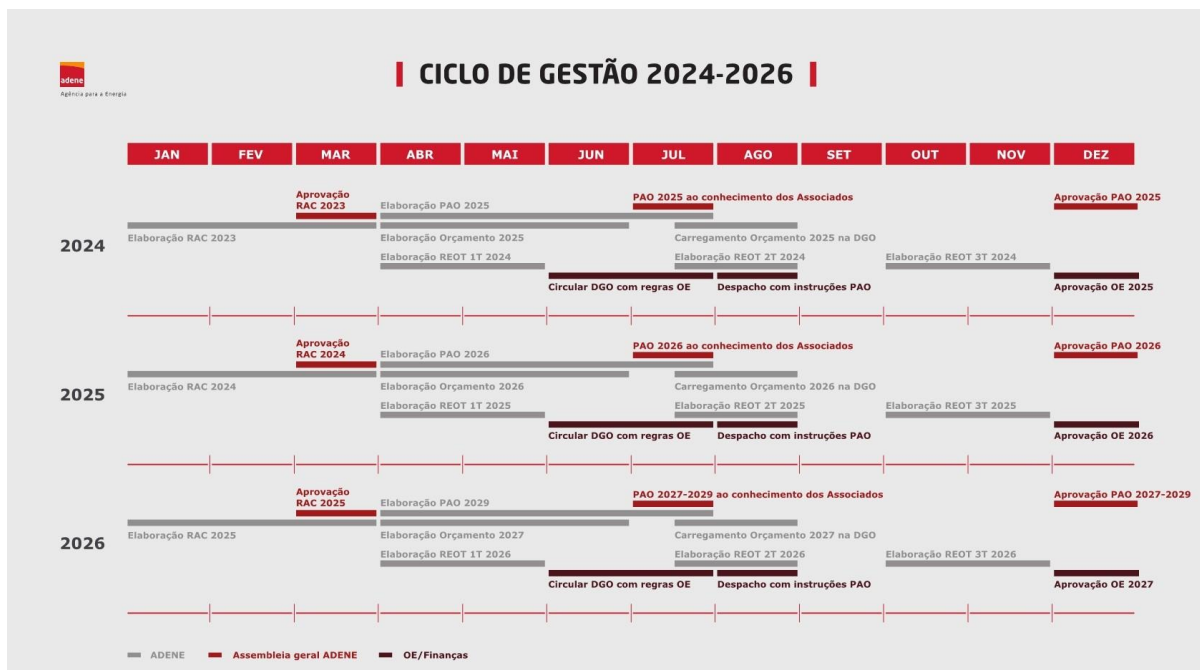 CICLO DE GESTÃO 2024-2026
adene
Agência para a Energia
JAN FEV MAR ABR MAI JUN JUL AGO SET OUT NOV DEZ
2024
Aprovação
RAC 2023
Elaboração PAO 2025
PAO 2025 ao conhecimento dos Associados
Aprovação PAO 2025
Elaboração RAC 2023
Elaboração Orçamento 2025
Carregamento Orçamento 2025 na DGO
Elaboração REOT 1T 2024
Elaboração REOT 2T 2024
Elaboração REOT 3T 2024
Circular DGO com regras OE
Despacho com instruções PAO
Aprovação OE 2025
2025
Aprovação
RAC 2024
Elaboração PAO 2026
PAO 2026 ao conhecimento dos Associados
Aprovação PAO 2026
Elaboração RAC 2024
Elaboração Orçamento 2026
Carregamento Orçamento 2026 na DGO
Elaboração REOT 1T 2025
Elaboração REOT 2T 2025
Elaboração REOT 3T 2025
Circular DGO com regras OE
Despacho com instruções PAO
Aprovação OE 2026
2026
Aprovação
RAC 2025
Elaboração PAO 2029
PAO 2027-2029 ao conhecimento dos Associados
Aprovação PAO 2027-2029
Elaboração RAC 2025
Elaboração Orçamento 2027
Carregamento Orçamento 2027 na DGO
Elaboração REOT 1T 2026
Elaboração REOT 2T 2026
Elaboração REOT 3T 2026
Circular DGO com regras OE
Despacho com instruções PAO
Aprovação OE 2027
ADENE
Assembleia geral ADENE
OE/Finanças